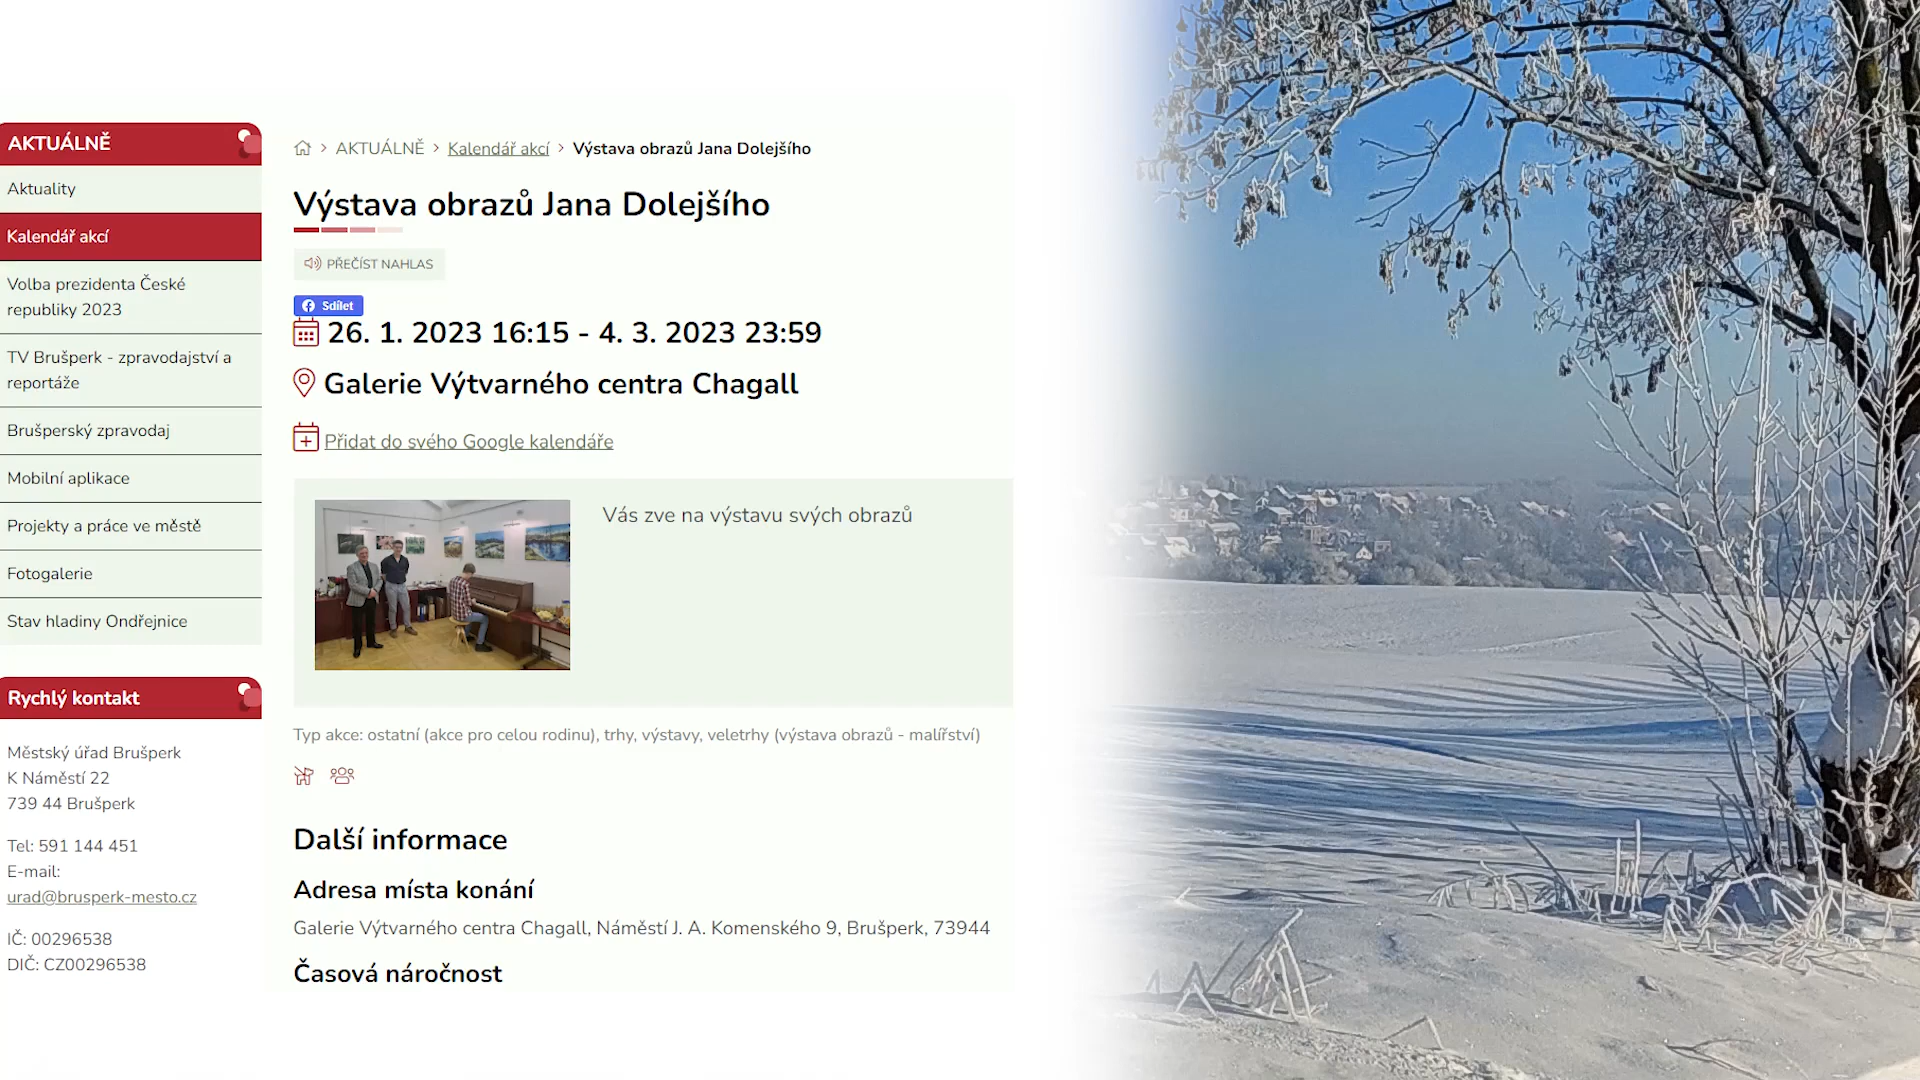 AKTUÁLNĚ
Aktuality
Kalendář akcí
Volba prezidenta České
republiky 2023
TV Brušperk - zpravodajství a
reportáže
Brušperský zpravodaj
Mobilní aplikace
Projekty a práce ve městě
Fotogalerie
Stav hladiny Ondřejnice
Rychlý kontakt
Městský úřad Brušperk
K Náměstí 22
739 44 Brušperk
Tel: 591 144 451
E-mail:
urad@brusperk-mesto.cz
IČ: 00296538
DIČ: CZ00296538
AKTUÁLNĚ > Kalendář akcí > Výstava obrazů Jana Dolejšího
Výstava obrazů Jana Dolejšího
PŘEČÍST NAHLAS
Sdílet
26. 1. 2023 16:15 - 4. 3. 2023 23:59
Galerie Výtvarného centra Chagall
Přidat do svého Google kalendáře
Vás zve na výstavu svých obrazů
Typ akce: ostatní (akce pro celou rodinu), trhy, výstavy, veletrhy (výstava obrazů - malířství)
Další informace
Adresa místa konání
Galerie Výtvarného centra Chagall, Náměstí J. A. Komenského 9, Brušperk, 73944
Časová náročnost